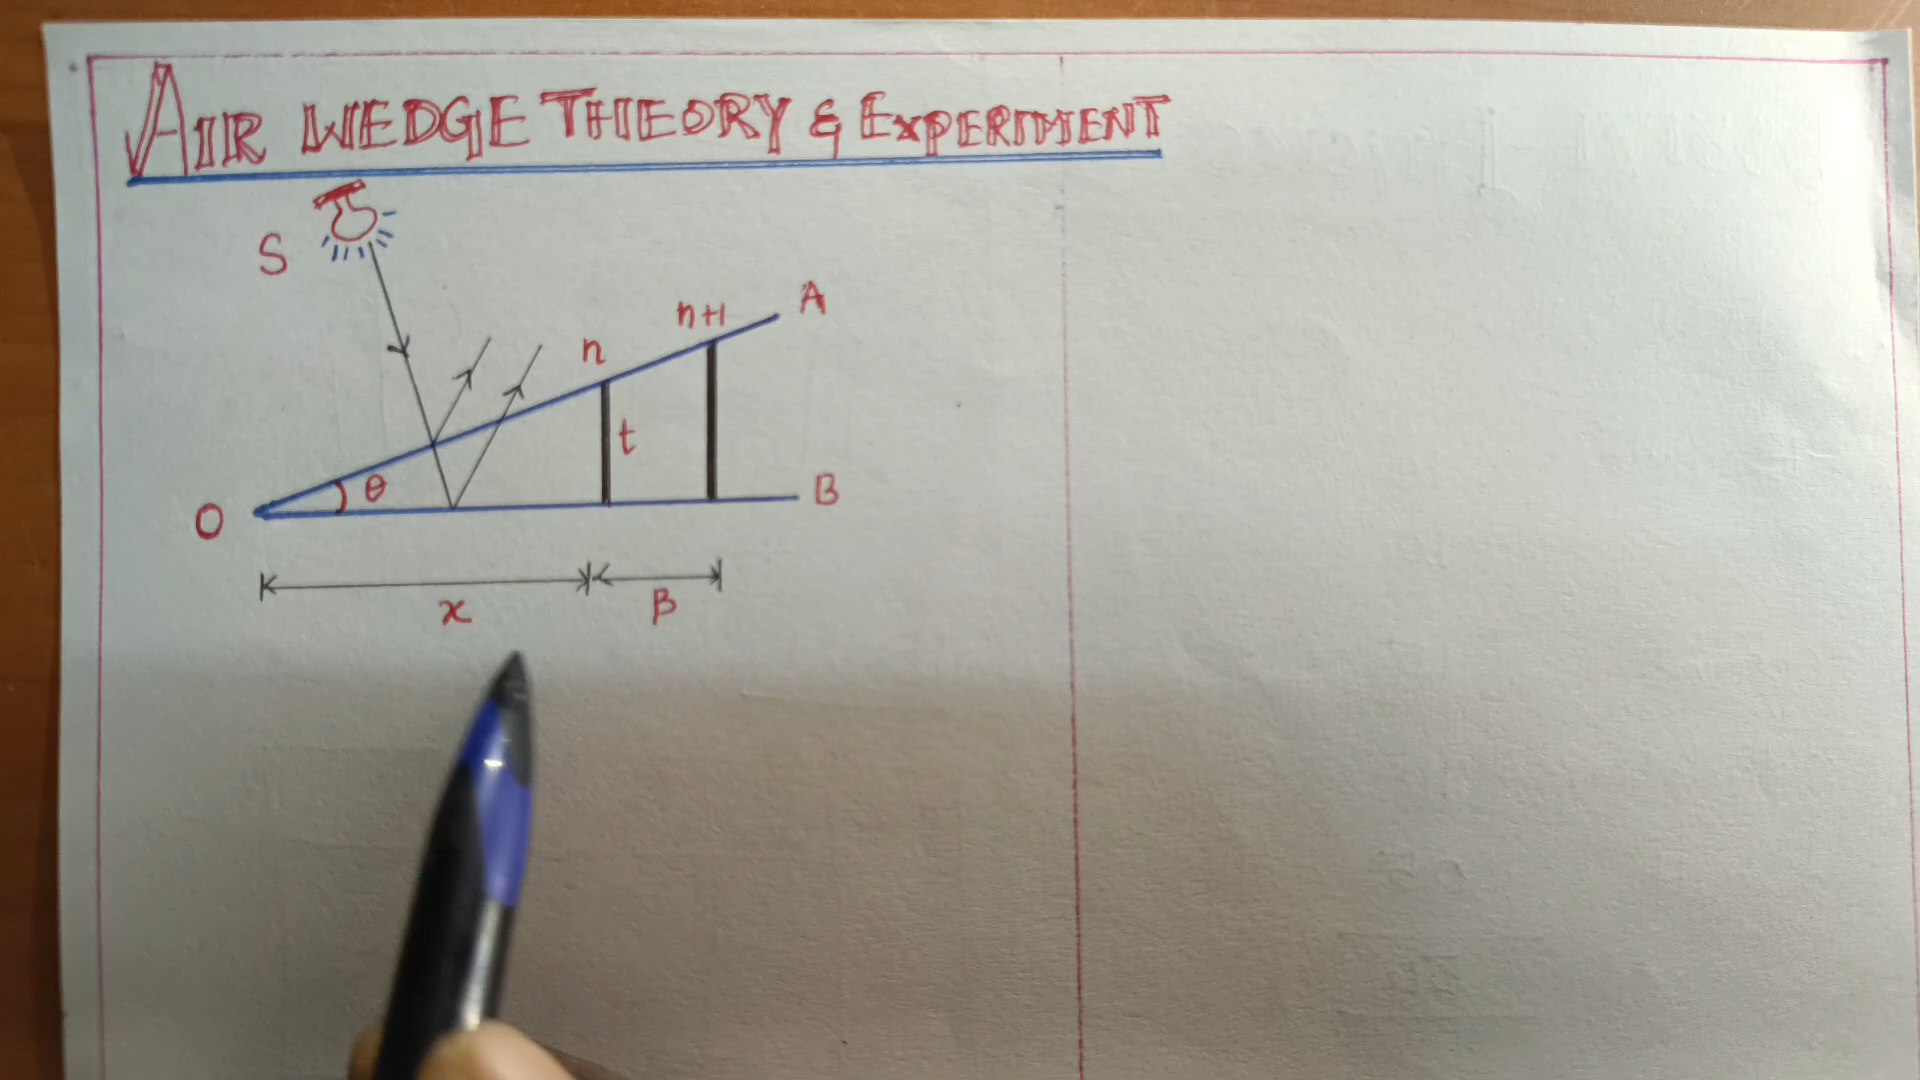 AIR WEDGE THEORY & EXPERIMENT
S
A
n+1
n
t
θ
B
O
x
β